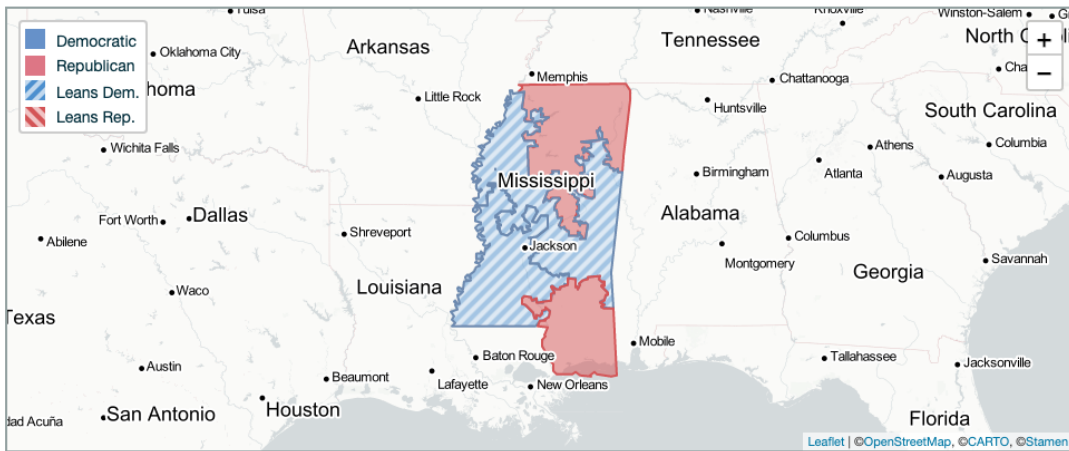 Tulsa
Nashville
Knoxville
Winston-Salem
Democratic
Republican
Leans Dem.
Leans Rep.
Oklahoma City
homa
Arkansas
Tennessee
North C
+
−
Memphis
Chattanooga
Cha
Little Rock
Huntsville
South Carolina
Columbia
Wichita Falls
Athens
Birmingham
Atlanta
Augusta
Mississippi
Fort Worth
Dallas
Alabama
Abilene
Shreveport
Jackson
Columbus
Montgomery
Savannah
Georgia
Louisiana
Waco
Texas
Mobile
Baton Rouge
Tallahassee
Jacksonville
Austin
Beaumont
Lafayette
New Orleans
dad Acuña
San Antonio
Houston
Florida
Leaflet | ©OpenStreetMap, ©CARTO, ©Stamen